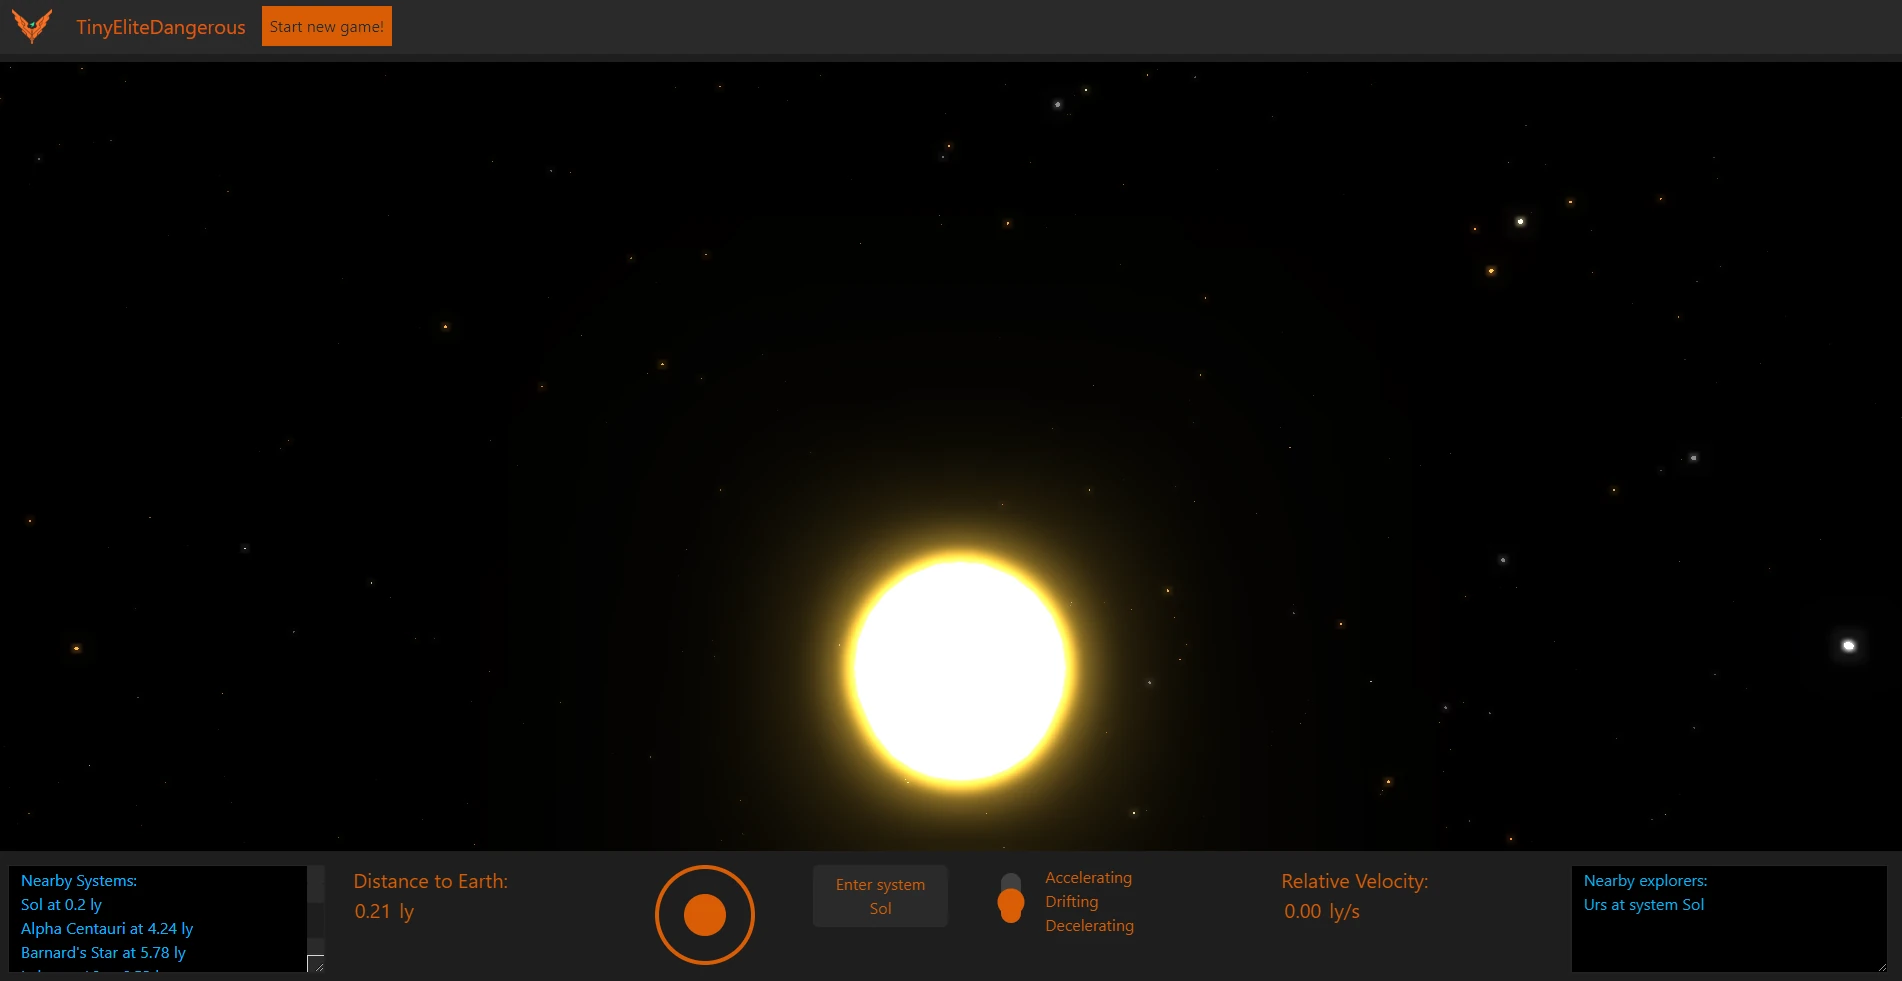 TinyEliteDangerous
Start new game!
Nearby Systems:
Sol at 0.2 ly
Alpha Centauri at 4.24 ly
Barnard's Star at 5.78 ly
Distance to Earth:
0.21 ly
Enter system
Sol
Accelerating
Drifting
Decelerating
Relative Velocity:
0.00 ly/s
Nearby explorers:
Urs at system Sol